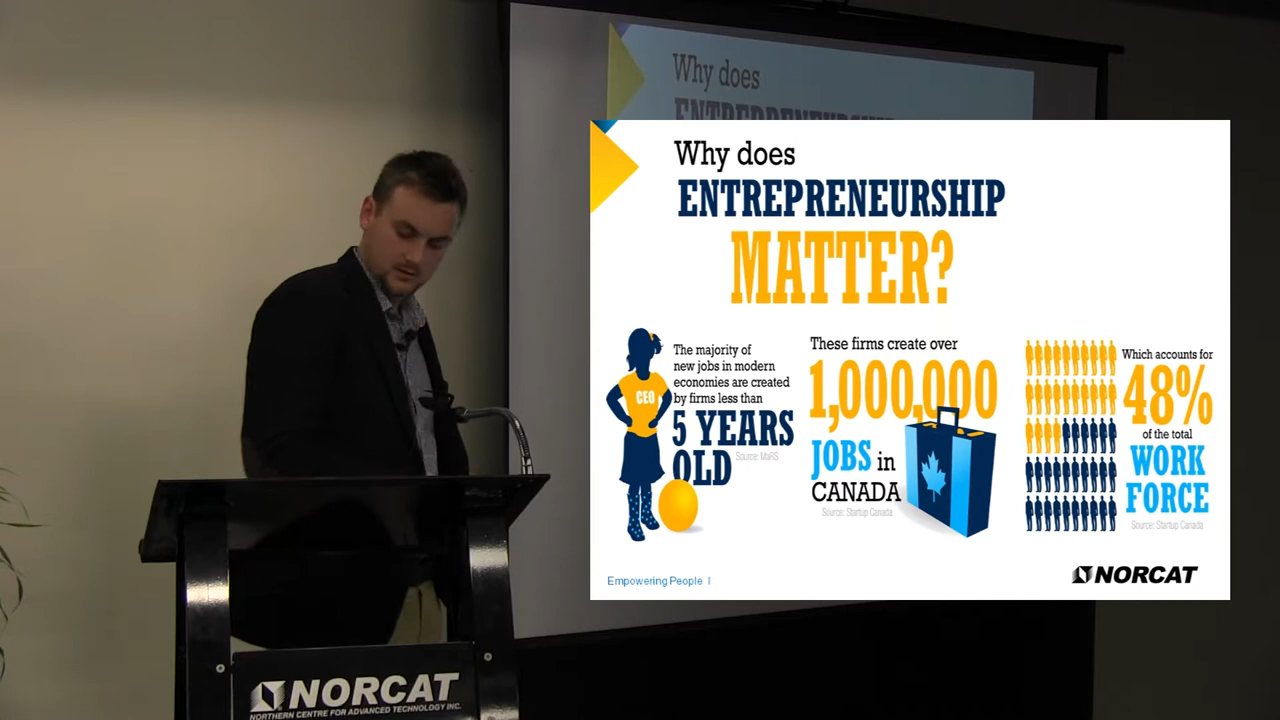 Why does
ENTREPRENEURSHIP
Why does
ENTREPRENEURSHIP
MATTER?
The majority of
new jobs in modern
economies are created
by firms less than
5 YEARS
OLD
Source: MaRS
CEO
These firms create over
1,000,000
JOBS in
CANADA
Source: Startup Canada
Which accounts for
48%
of the total
WORK
FORCE
Source: Startup Canada
Empowering People |
NORCAT
NORCAT
NORTHERN CENTRE FOR ADVANCED TECHNOLOGY INC.